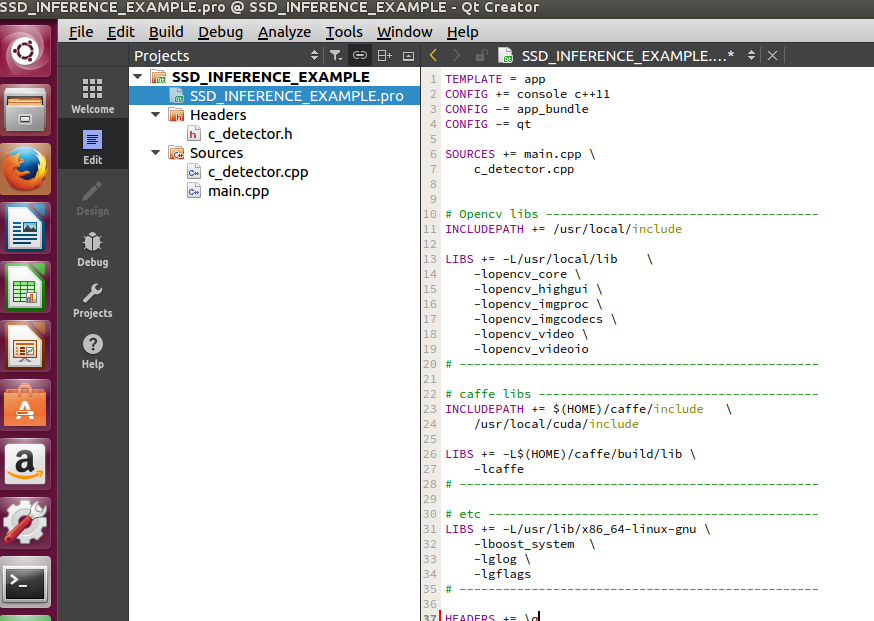 SSD_INFERENCE_EXAMPLE.pro @ SSD_INFERENCE_EXAMPLE - Qt Creator
File Edit Build Debug Analyze Tools Window Help
Projects
SSD_INFERENCE_EXAMPLE....*
Welcome
Edit
Design
Debug
Projects
Help
SSD_INFERENCE_EXAMPLE
SSD_INFERENCE_EXAMPLE.pro
Headers
c_detector.h
Sources
c_detector.cpp
main.cpp
1 TEMPLATE = app
2 CONFIG += console c++11
3 CONFIG -= app_bundle
4 CONFIG -= qt
5
6 SOURCES += main.cpp \
7 c_detector.cpp
8
9
10 # Opencv libs --------------------------------------
11 INCLUDEPATH += /usr/local/include
12
13 LIBS += -L/usr/local/lib \
14 -lopencv_core \
15 -lopencv_highgui \
16 -lopencv_imgproc \
17 -lopencv_imgcodecs \
18 -lopencv_video \
19 -lopencv_videoio
20 # --------------------------------------------------
21
22 # caffe libs ---------------------------------------
23 INCLUDEPATH += $(HOME)/caffe/include \
24 /usr/local/cuda/include
25
26 LIBS += -L$(HOME)/caffe/build/lib \
27 -lcaffe
28 # --------------------------------------------------
29
30 # etc ----------------------------------------------
31 LIBS += -L/usr/lib/x86_64-linux-gnu \
32 -lboost_system \
33 -lglog \
34 -lgflags
35 # --------------------------------------------------
36
37 HEADERS += \